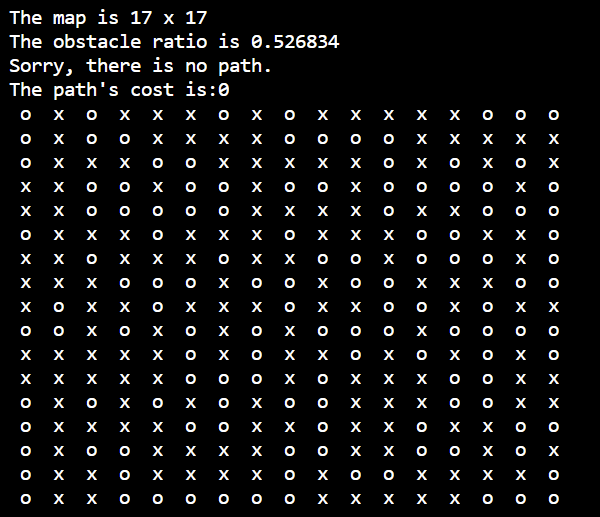 The map is 17 x 17
The obstacle ratio is 0.526834
Sorry, there is no path.
The path's cost is:0
o x o x x x o x o x x x x x o o o
o x o o x x x x o o o o x x x x x
o x x x o o x x x x x o x o x o x
x x o o x o o x o o x o o o o x o
x x o o o o o x x x x o x x o o o
o x x x o x x x o x x x o o x x o
x x o x x x o x x o o x o o o x o
x x x o o o x o o x o o x x x o o
x o x x o x x x o x x o o x o x x
o o x o x o x o x o o o x o o o o
x x x x x x o x o x x o x o x o x o
x x x x x o o o x o x x x o o x x
o x o x o x o x o o x x x o o x x
o x x x x o o x x o x x o x x o o
o x o o x x x x o o x x o o x o x
o x x o x x x x o x o o x x x x o
o x x o o o o o o x x x x x o o o